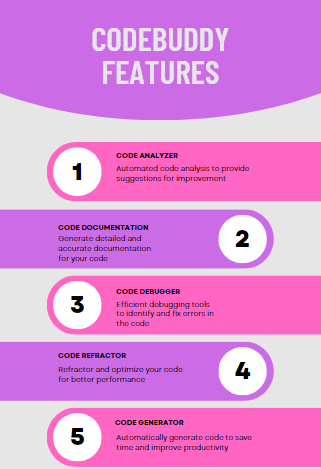 CODEBUDDY
FEATURES
1
CODE ANALYZER
Automated code analysis to provide
suggestions for improvement
CODE DOCUMENTATION
Generate detailed and
accurate documentation
for your code
2
3
CODE DEBUGGER
Efficient debugging tools
to identify and fix errors in
the code
CODE REFRACTOR
Refractor and optimize your code
for better performance
4
5
CODE GENERATOR
Automatically generate code to save
time and improve productivity